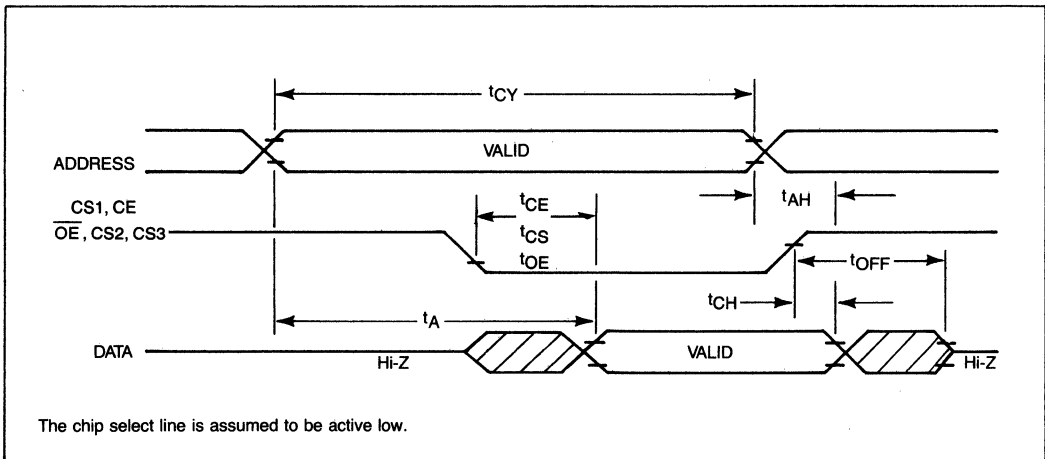 tCY
VALID
ADDRESS
tAH
CS1, CE
OE, CS2, CS3
tCE
tCS
tOE
tOFF
tCH
tA
DATA
Hi-Z
VALID
Hi-Z
The chip select line is assumed to be active low.